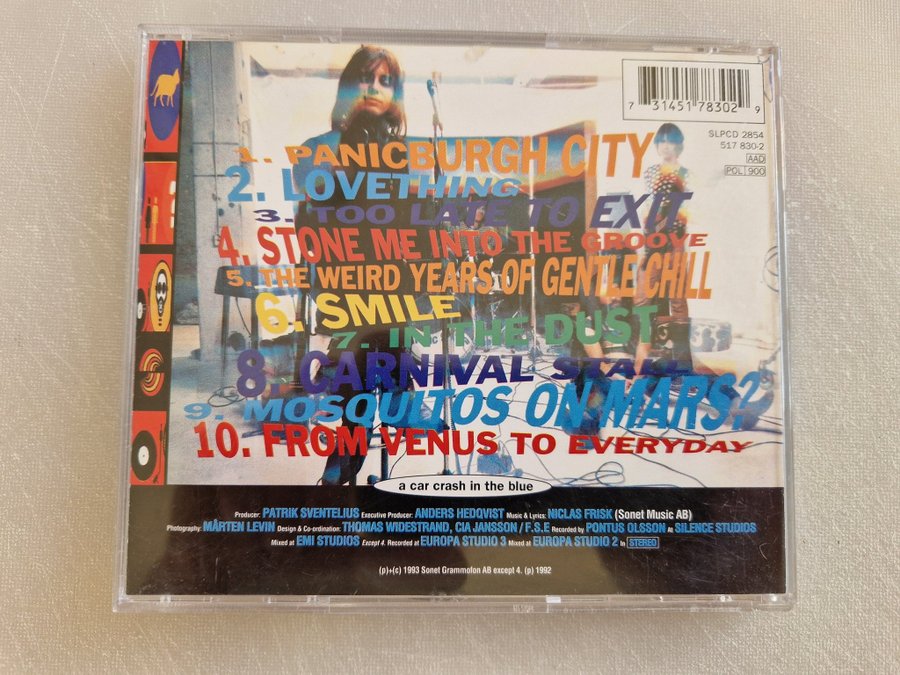 7 31451 78302 9
SLPCD 2854
517 830-2
AAD
POL 900
1. PANICBURGH CITY
2. LOVETHING
3. TOO LATE TO EXIT
4. STONE ME INTO THE GROOVE
5. THE WEIRD YEARS OF GENTLE CHILL
6. SMILE
7. IN THE DUST
8. CARNIVAL STALL
9. MOSQUITOS ON MARS?
10. FROM VENUS TO EVERYDAY
a car crash in the blue
Producer: PATRIK SVENTELIUS Executive Producer: ANDERS HEDQVIST Music & Lyrics: NICLAS FRISK (Sonet Music AB)
Photography: MÅRTEN LEVIN Design & Co-ordination: THOMAS WIDESTRAND, CIA JANSSON / F.S.E Recorded by PONTUS OLSSON At SILENCE STUDIOS
Mixed at EMI STUDIOS Except 4. Recorded at EUROPA STUDIO 3 Mixed at EUROPA STUDIO 2 In STEREO
(p)+(c) 1993 Sonet Grammofon AB except 4. (p) 1992